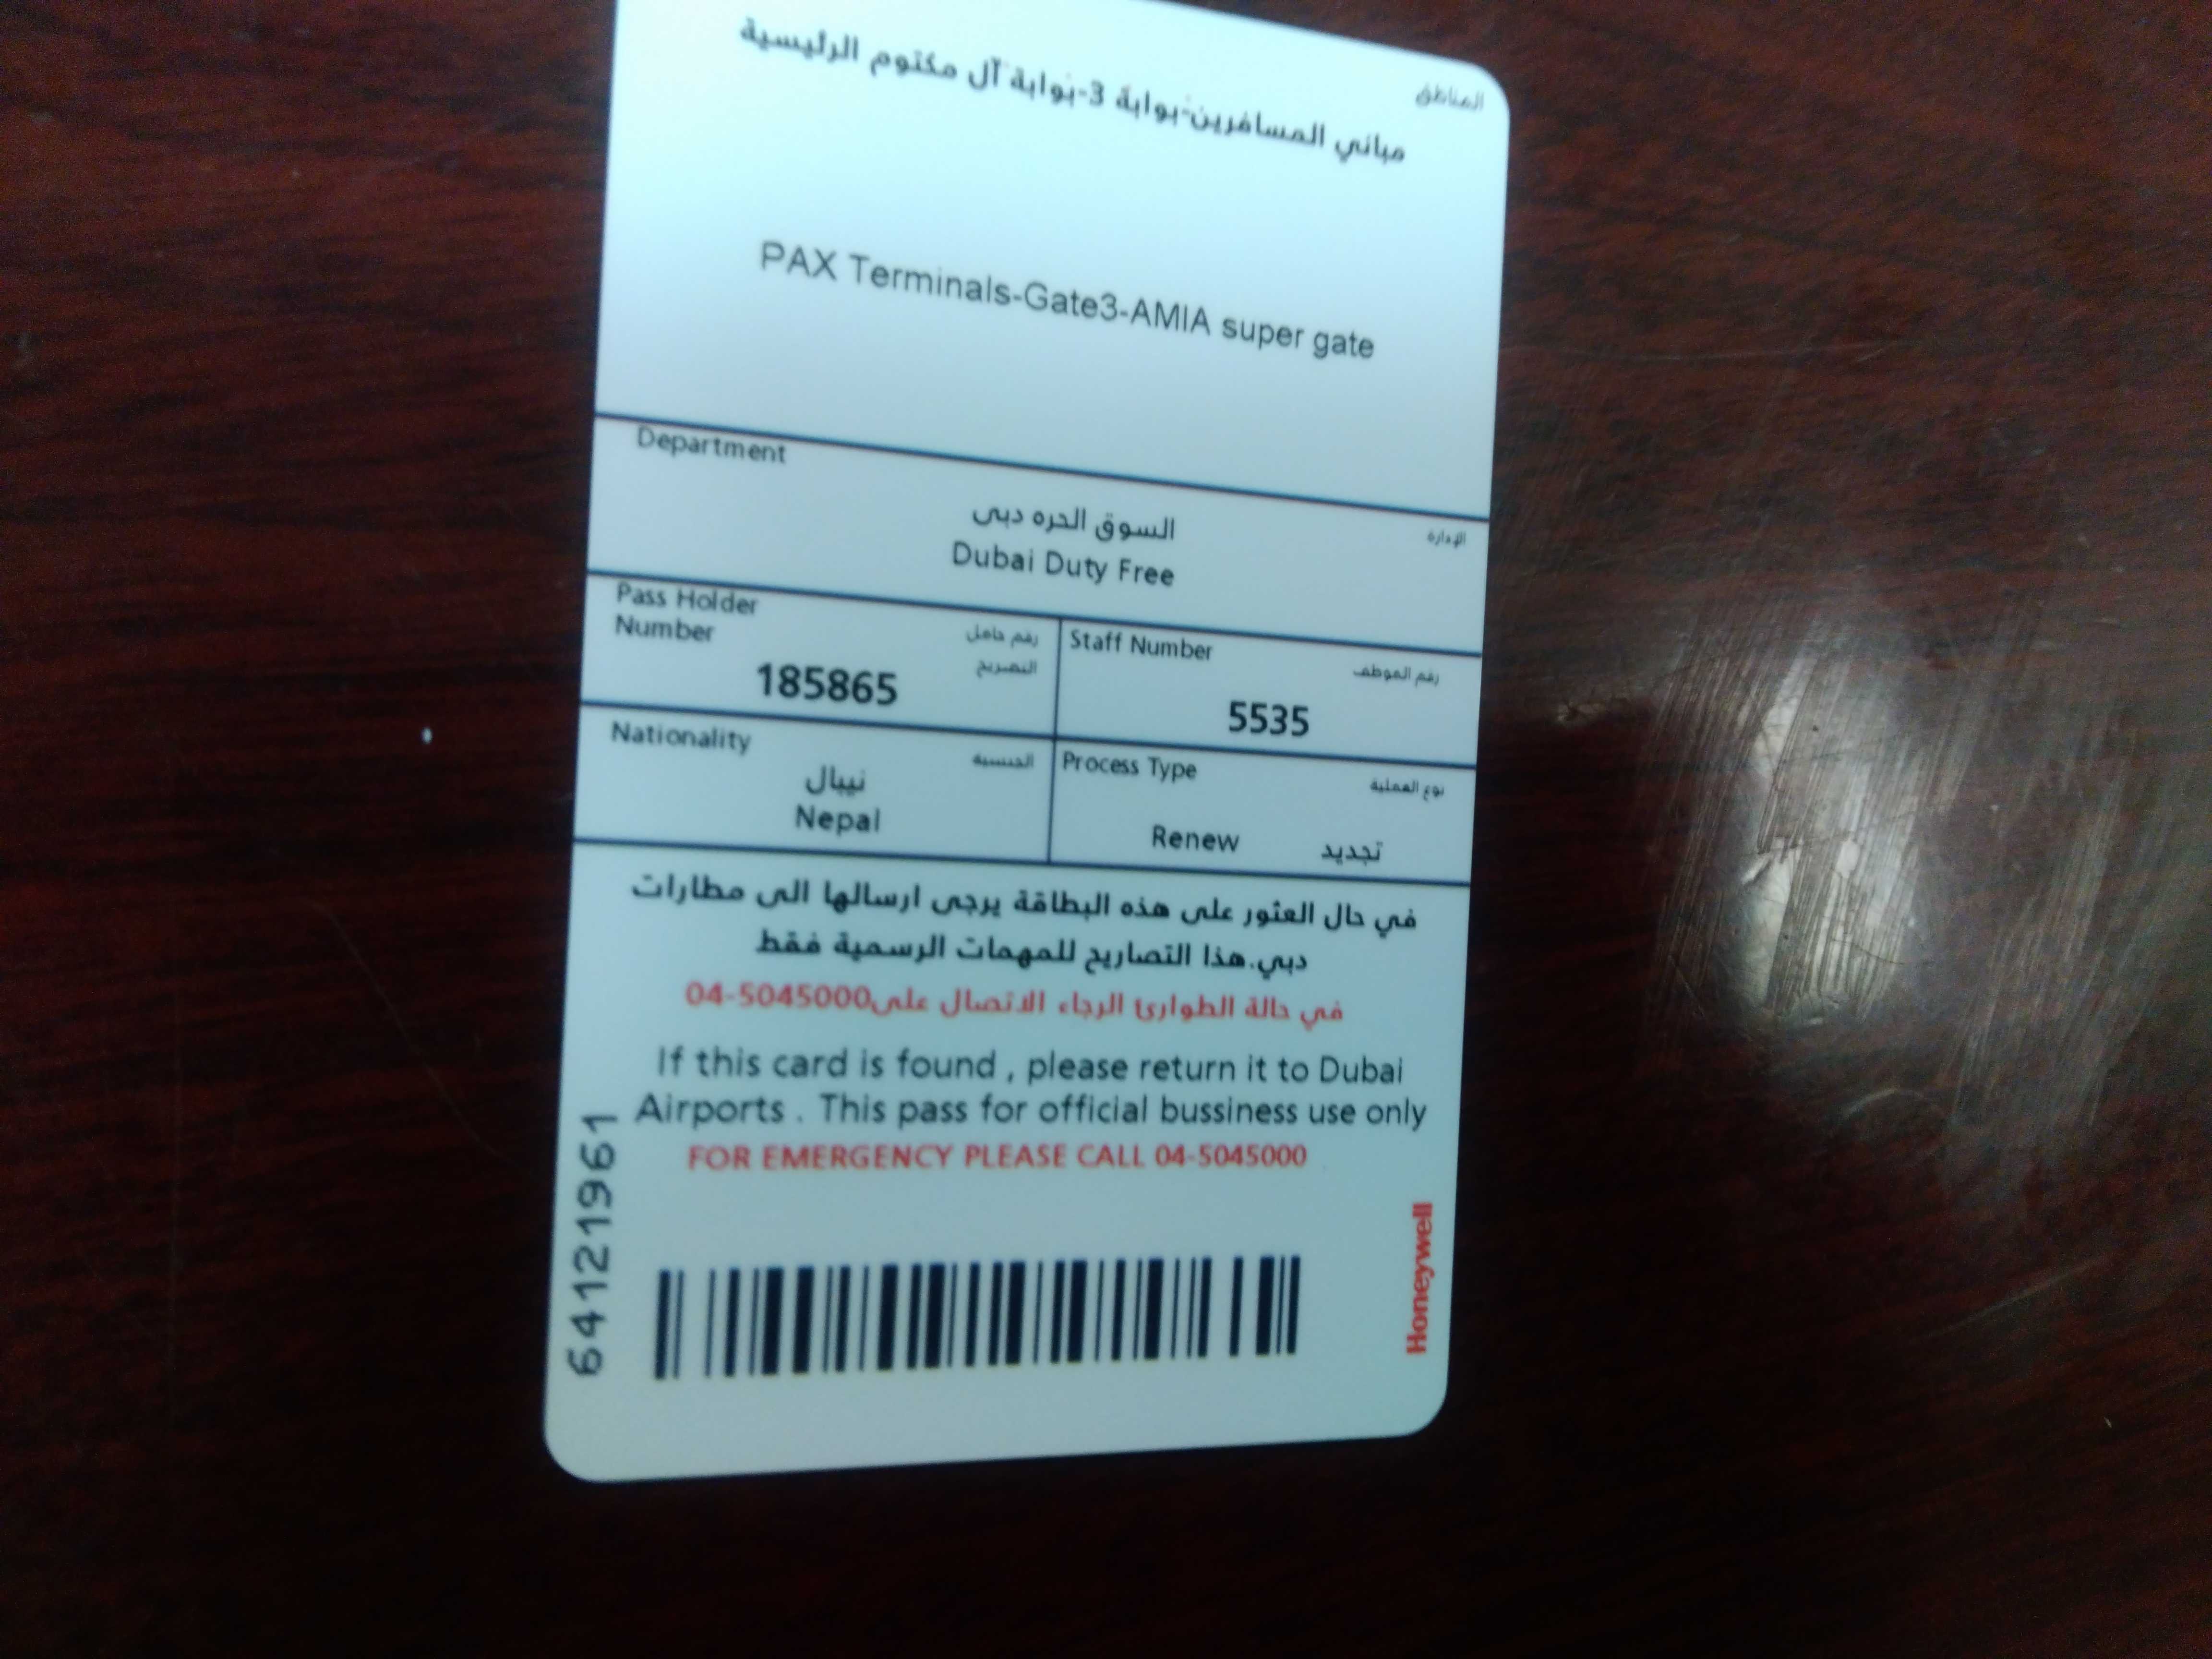 المناطق
مباني المسافرين-بوابة 3-بوابة آل مكتوم الرئيسية
PAX Terminals-Gate3-AMIA super gate
Department
الإدارة
السوق الحره دبى
Dubai Duty Free
Pass Holder Number
رقم حامل التصريح
185865
Staff Number
رقم الموظف
5535
Nationality
الجنسية
نيبال
Nepal
Process Type
نوع العملية
Renew تجديد
في حال العثور على هذه البطاقة يرجى ارسالها الى مطارات
دبي.هذا التصاريح للمهمات الرسمية فقط
في حالة الطوارئ الرجاء الاتصال على04-5045000
If this card is found , please return it to Dubai
Airports . This pass for official bussiness use only
FOR EMERGENCY PLEASE CALL 04-5045000
64121961
Honeywell